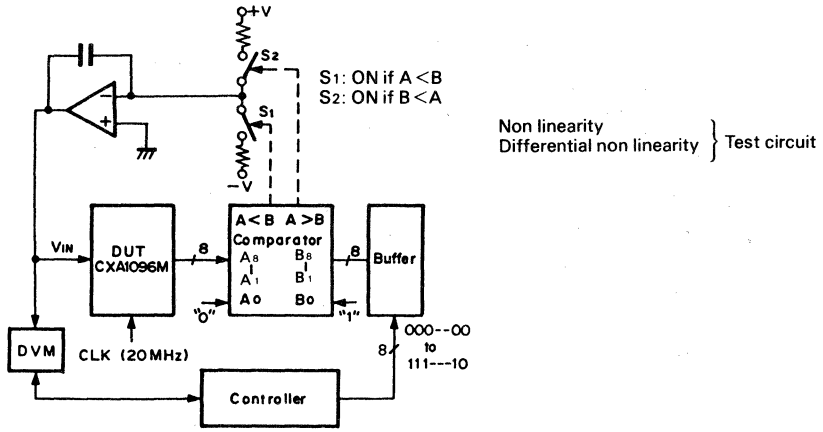 +V
S2
S1: ON if A<B
S2: ON if B<A
−
+
S1
−V
Non linearity
Differential non linearity } Test circuit
A<B A>B
Comparator
A8 B8
A1 B1
A0 B0
VIN
DUT
CXA1096M
8
8
Buffer
"0"
"1"
DVM
CLK (20MHz)
8
000--00
to
111---10
Controller